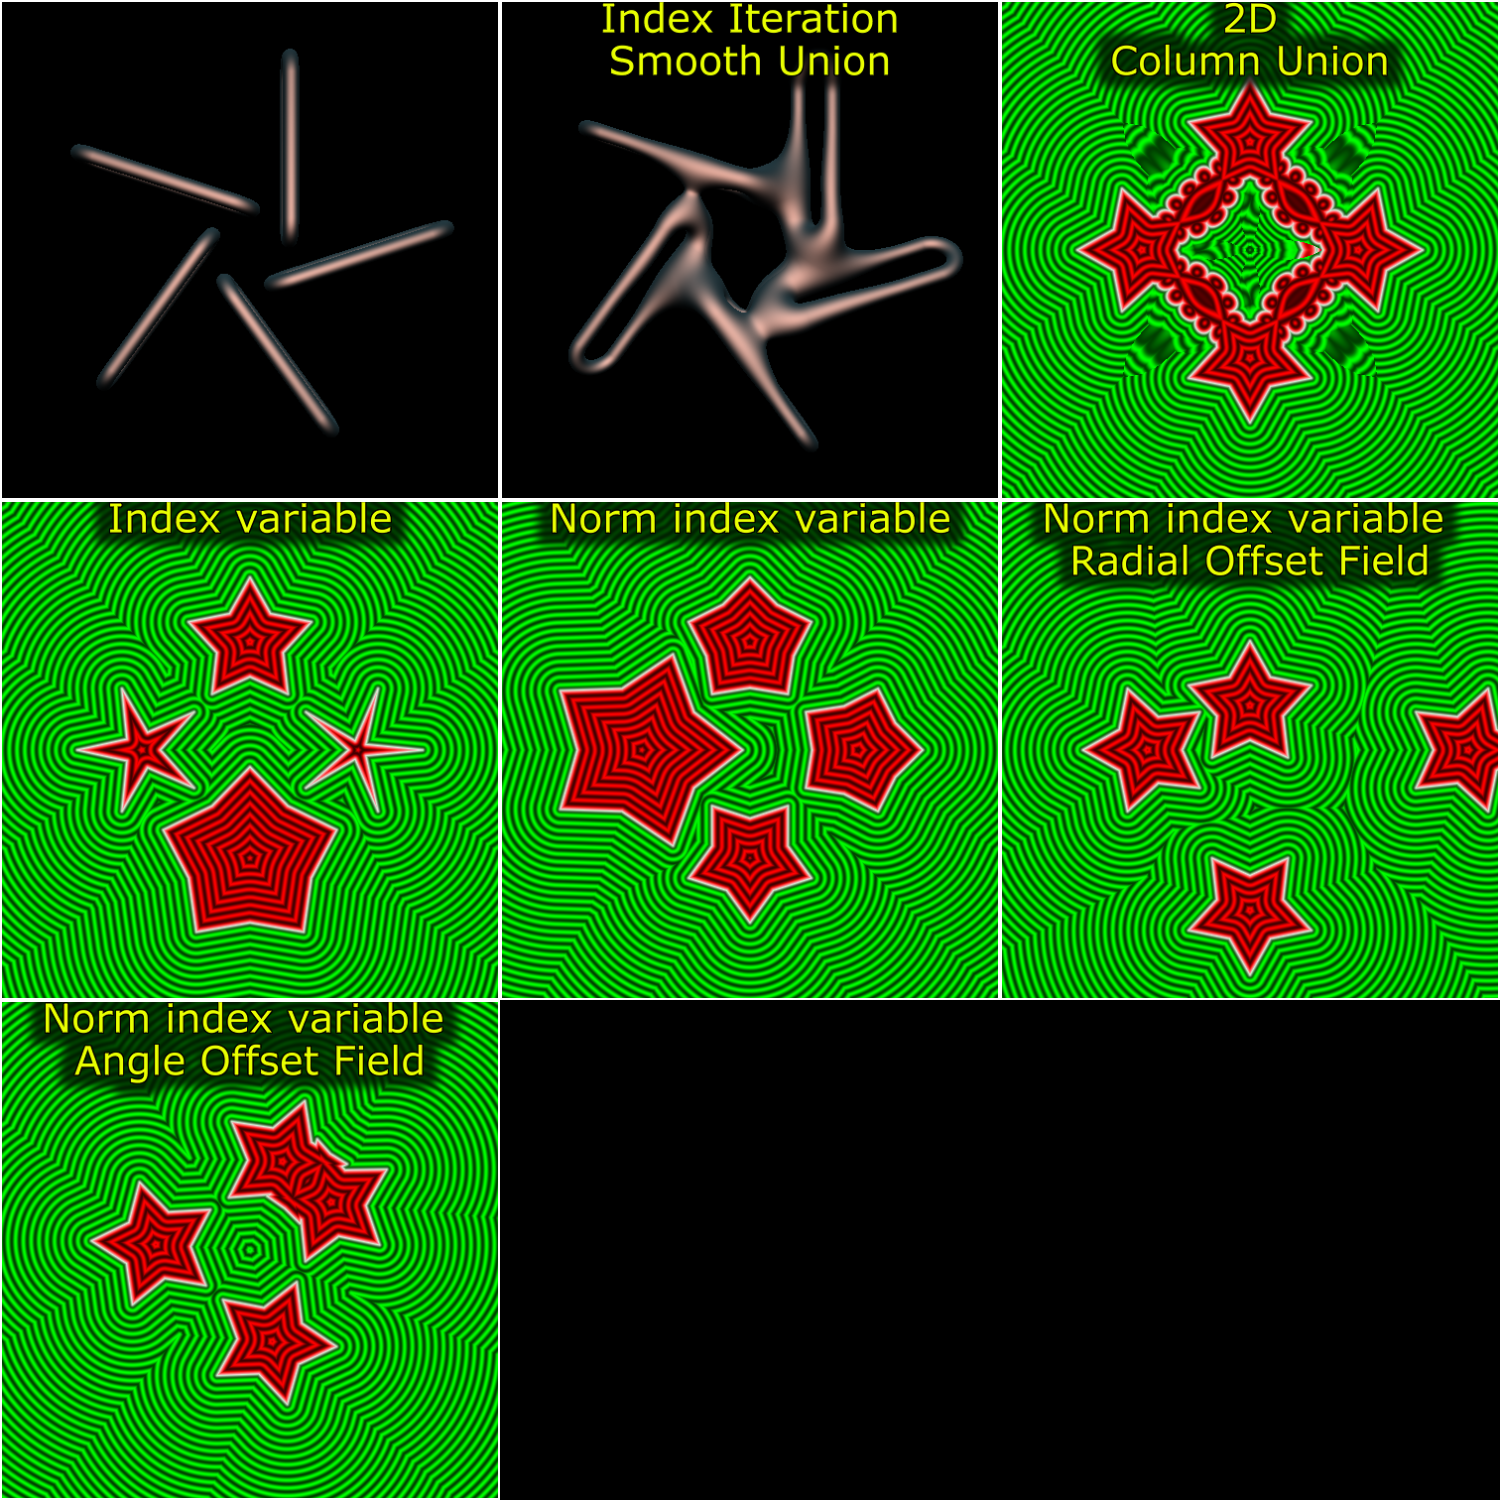 Index Iteration
Smooth Union
2D
Column Union
Index variable
Norm index variable
Norm index variable
Radial Offset Field
Norm index variable
Angle Offset Field